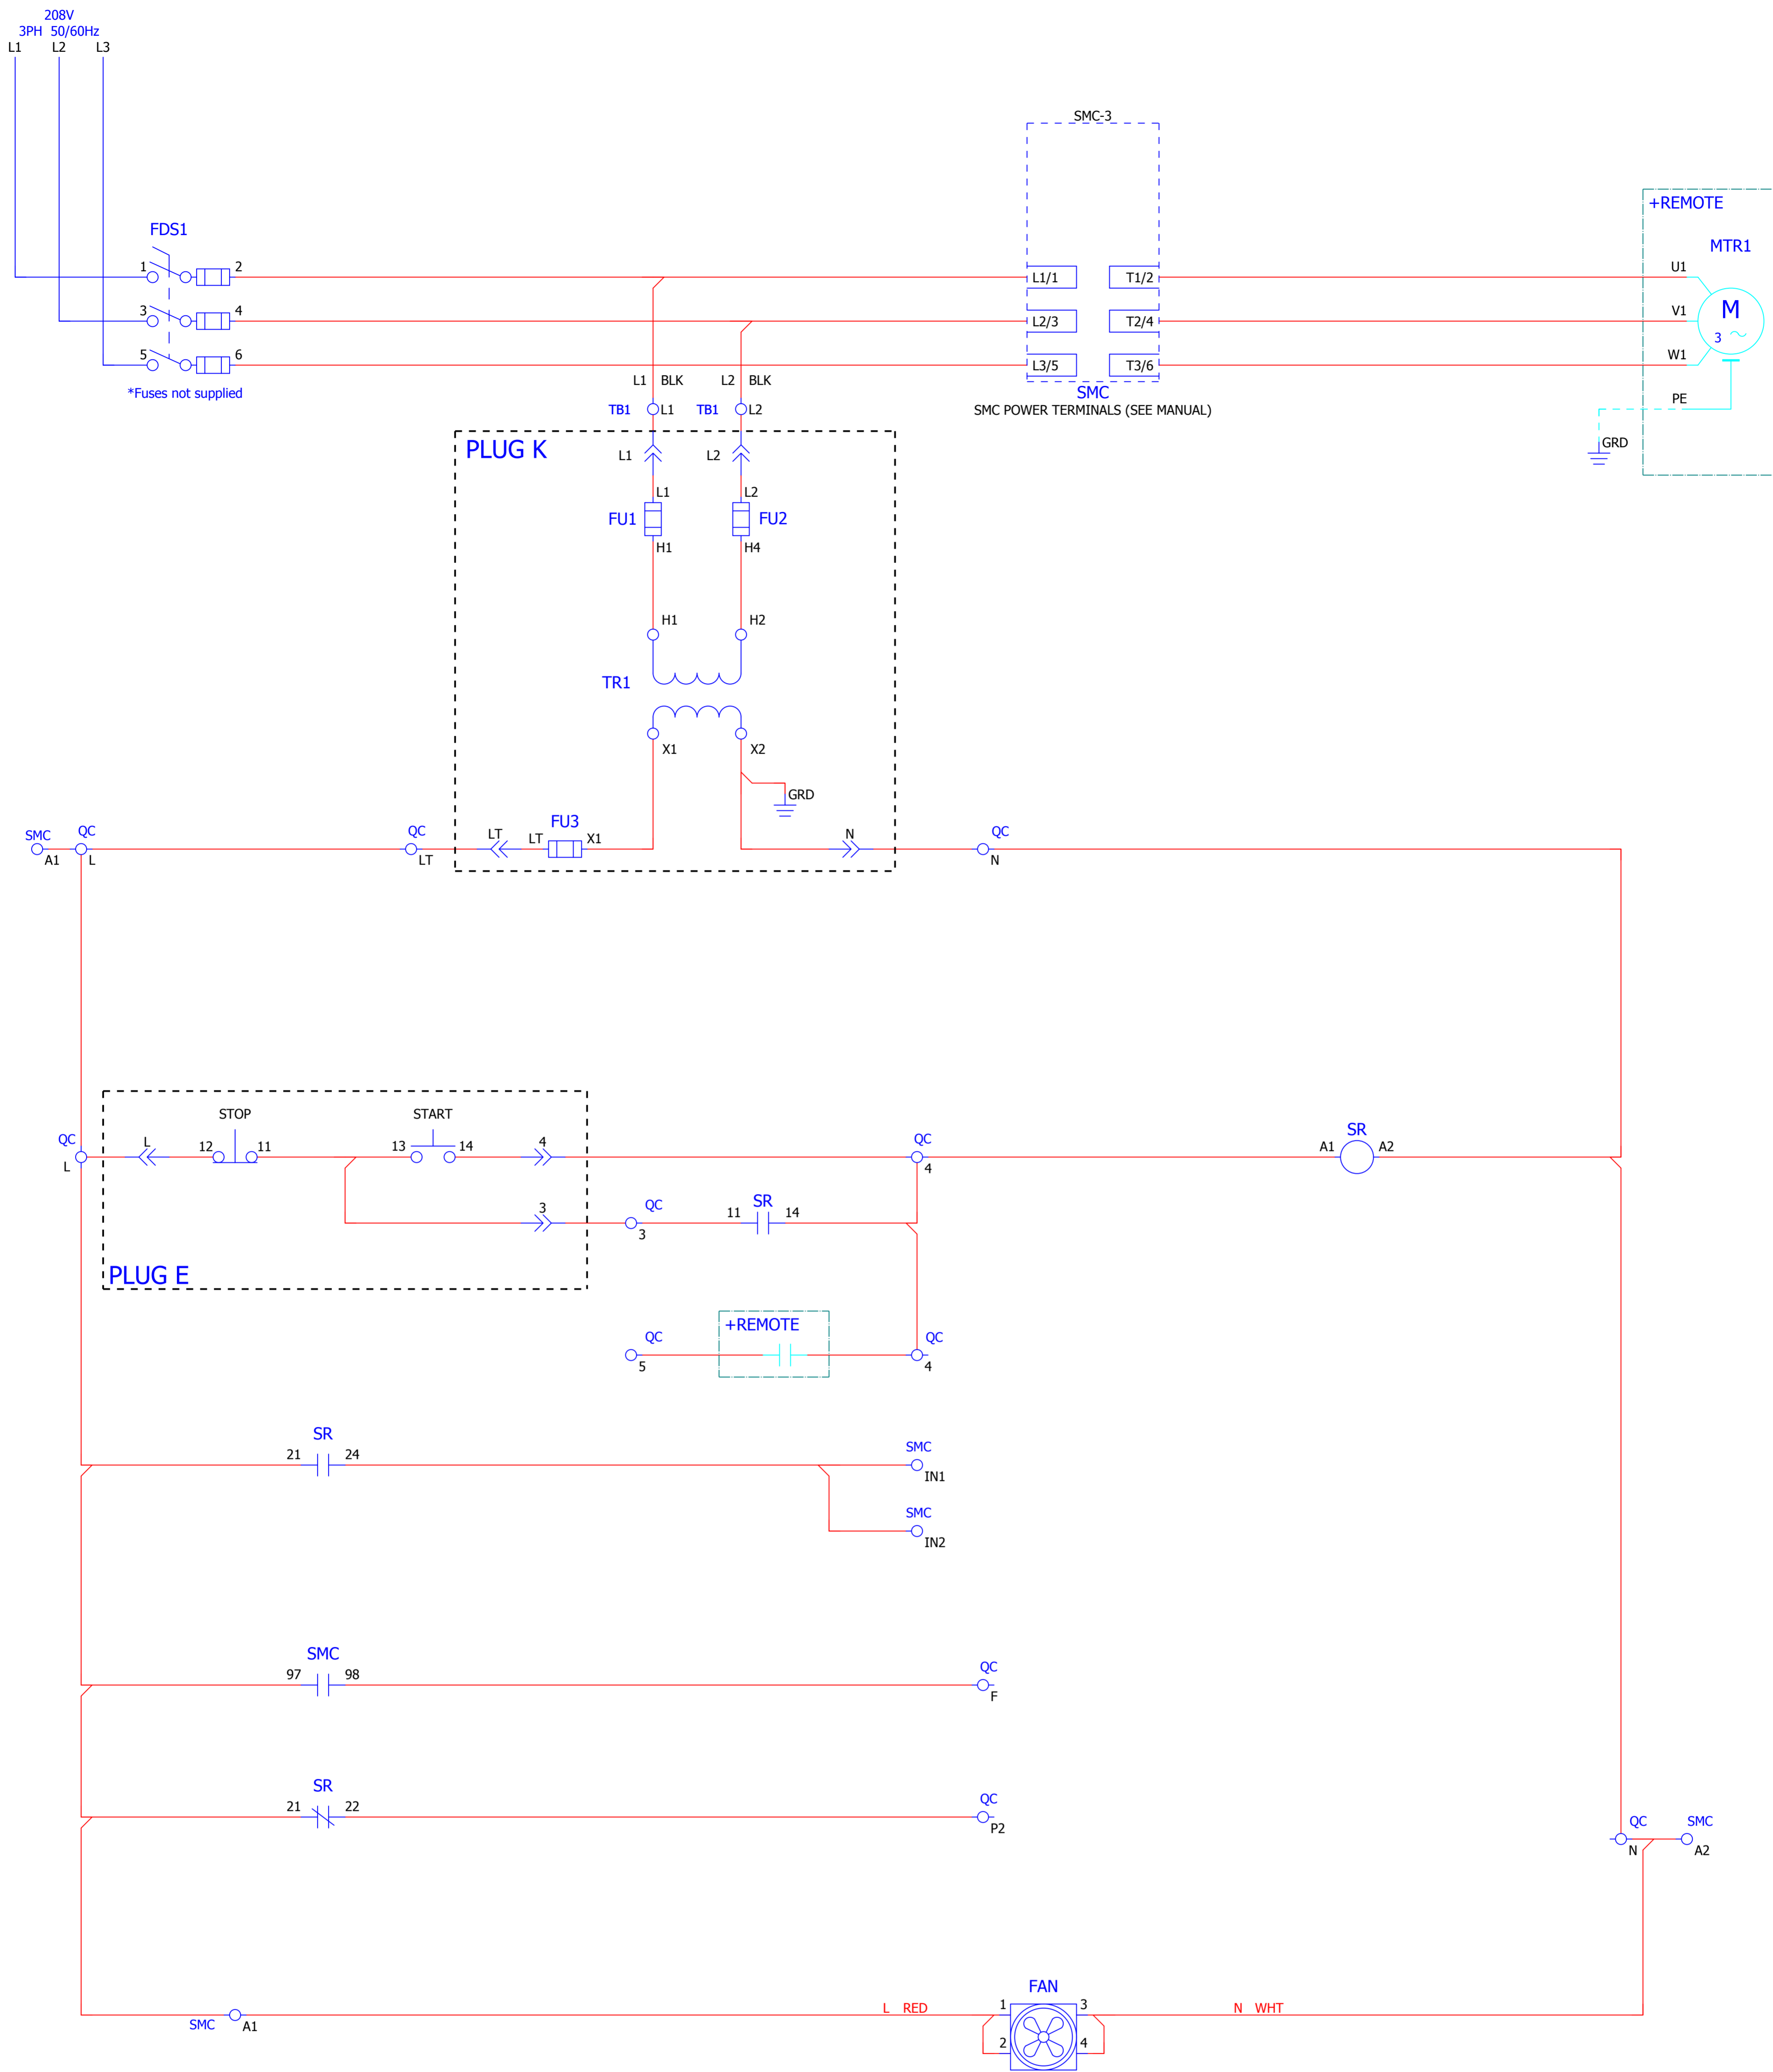 208V
3PH 50/60Hz
L1 L2 L3
SMC-3
+REMOTE
FDS1
MTR1
1 2
L1/1 T1/2
U1
3 4
L2/3 T2/4
V1
M
3
5 6
L3/5 T3/6
W1
*Fuses not supplied
L1 BLK L2 BLK
SMC
PE
TB1 L1 TB1 L2
SMC POWER TERMINALS (SEE MANUAL)
GRD
PLUG K
L1 L2
L1 L2
FU1 FU2
H1 H4
H1 H2
TR1
X1 X2
GRD
FU3
SMC QC QC LT LT X1 N QC
A1 L LT N
STOP START
QC L 12 11 13 14 4 QC SR
L 4 A1 A2
3 QC 11 SR 14
3
PLUG E
+REMOTE
QC QC
5 4
SR
21 24
SMC
IN1
SMC
IN2
SMC
97 98
QC
F
SR
21 22
QC
P2
QC SMC
N A2
FAN
L RED 1 3 N WHT
SMC A1
2 4